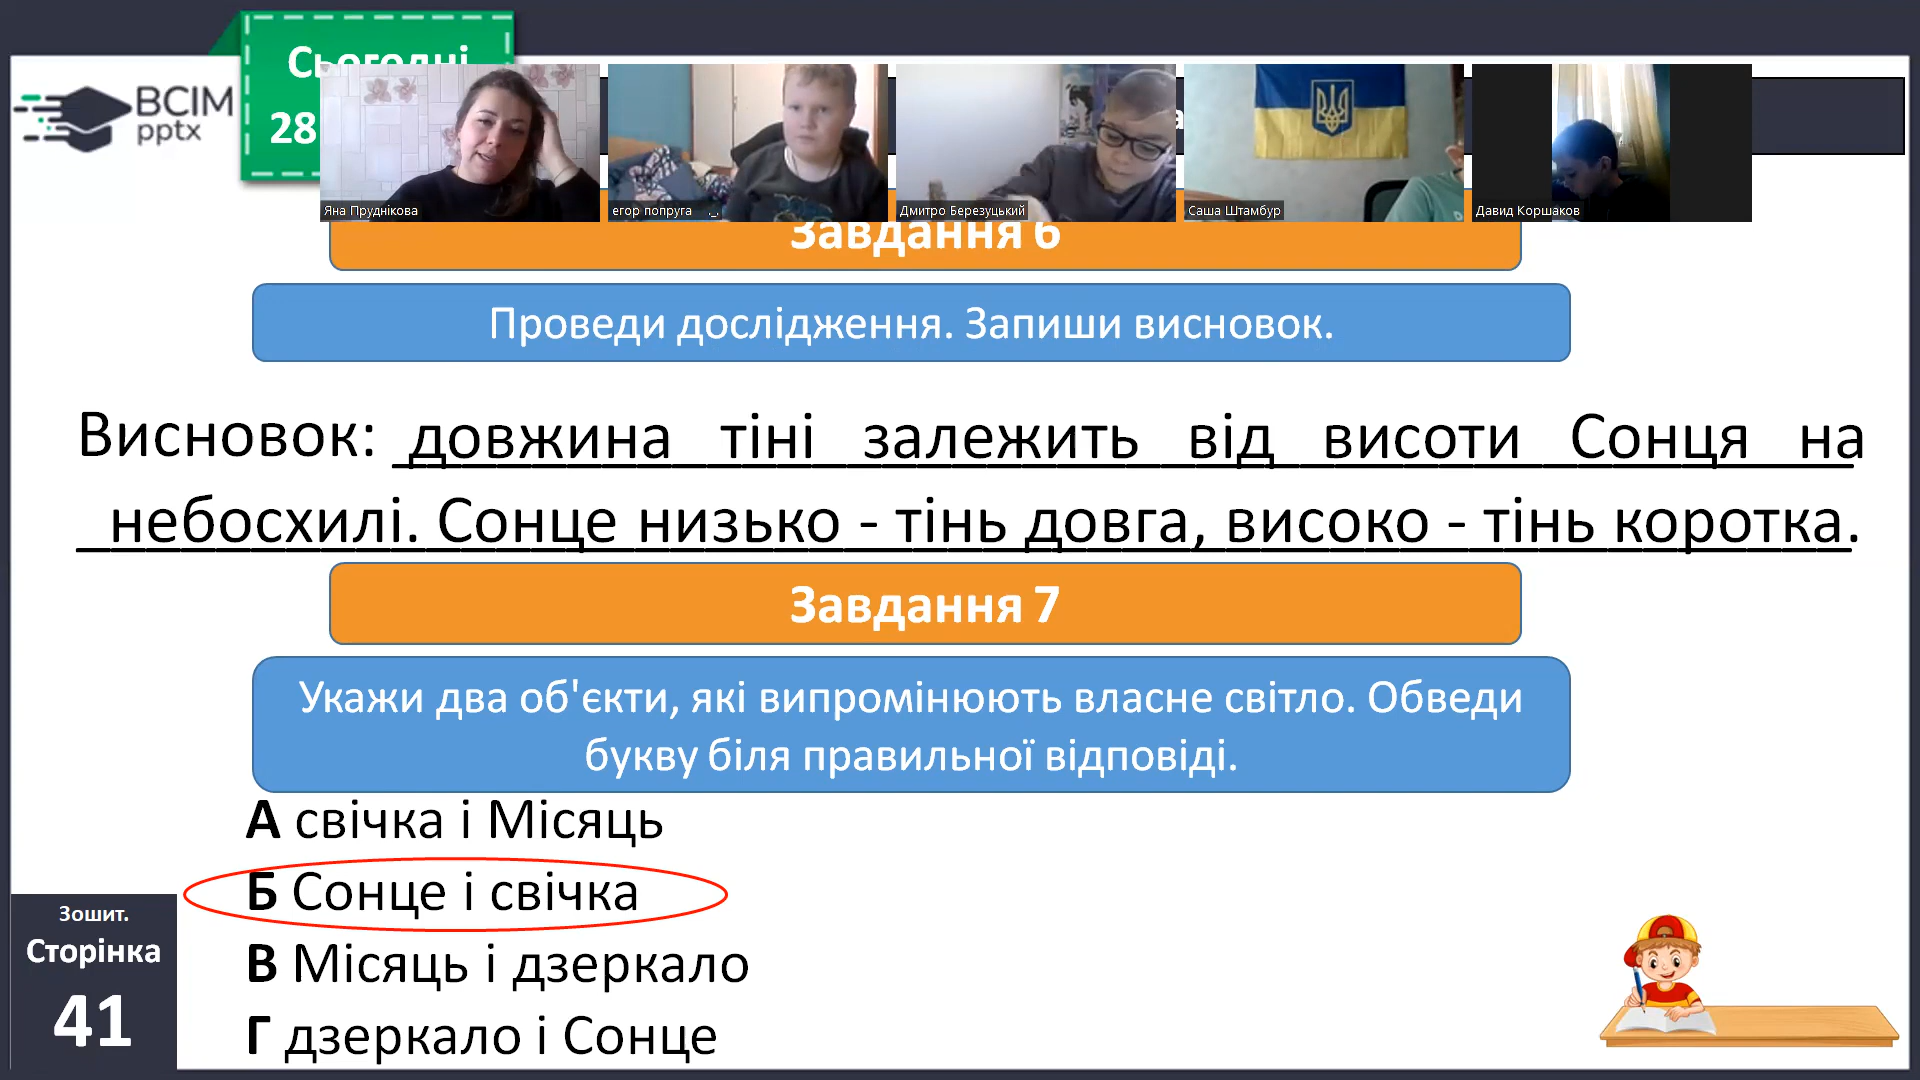 Сьогодні
ВСІМ
pptx
28
Яна Пруднікова
егор попруга
Дмитро Березуцький
Саша Штамбур
Давид Коршаков
Завдання 6
Проведи дослідження. Запиши висновок.
Висновок: довжина тіні залежить від висоти Сонця на
небосхилі. Сонце низько - тінь довга, високо - тінь коротка.
Завдання 7
Укажи два об'єкти, які випромінюють власне світло. Обведи
букву біля правильної відповіді.
А свічка і Місяць
Б Сонце і свічка
В Місяць і дзеркало
Г дзеркало і Сонце
Зошит.
Сторінка
41